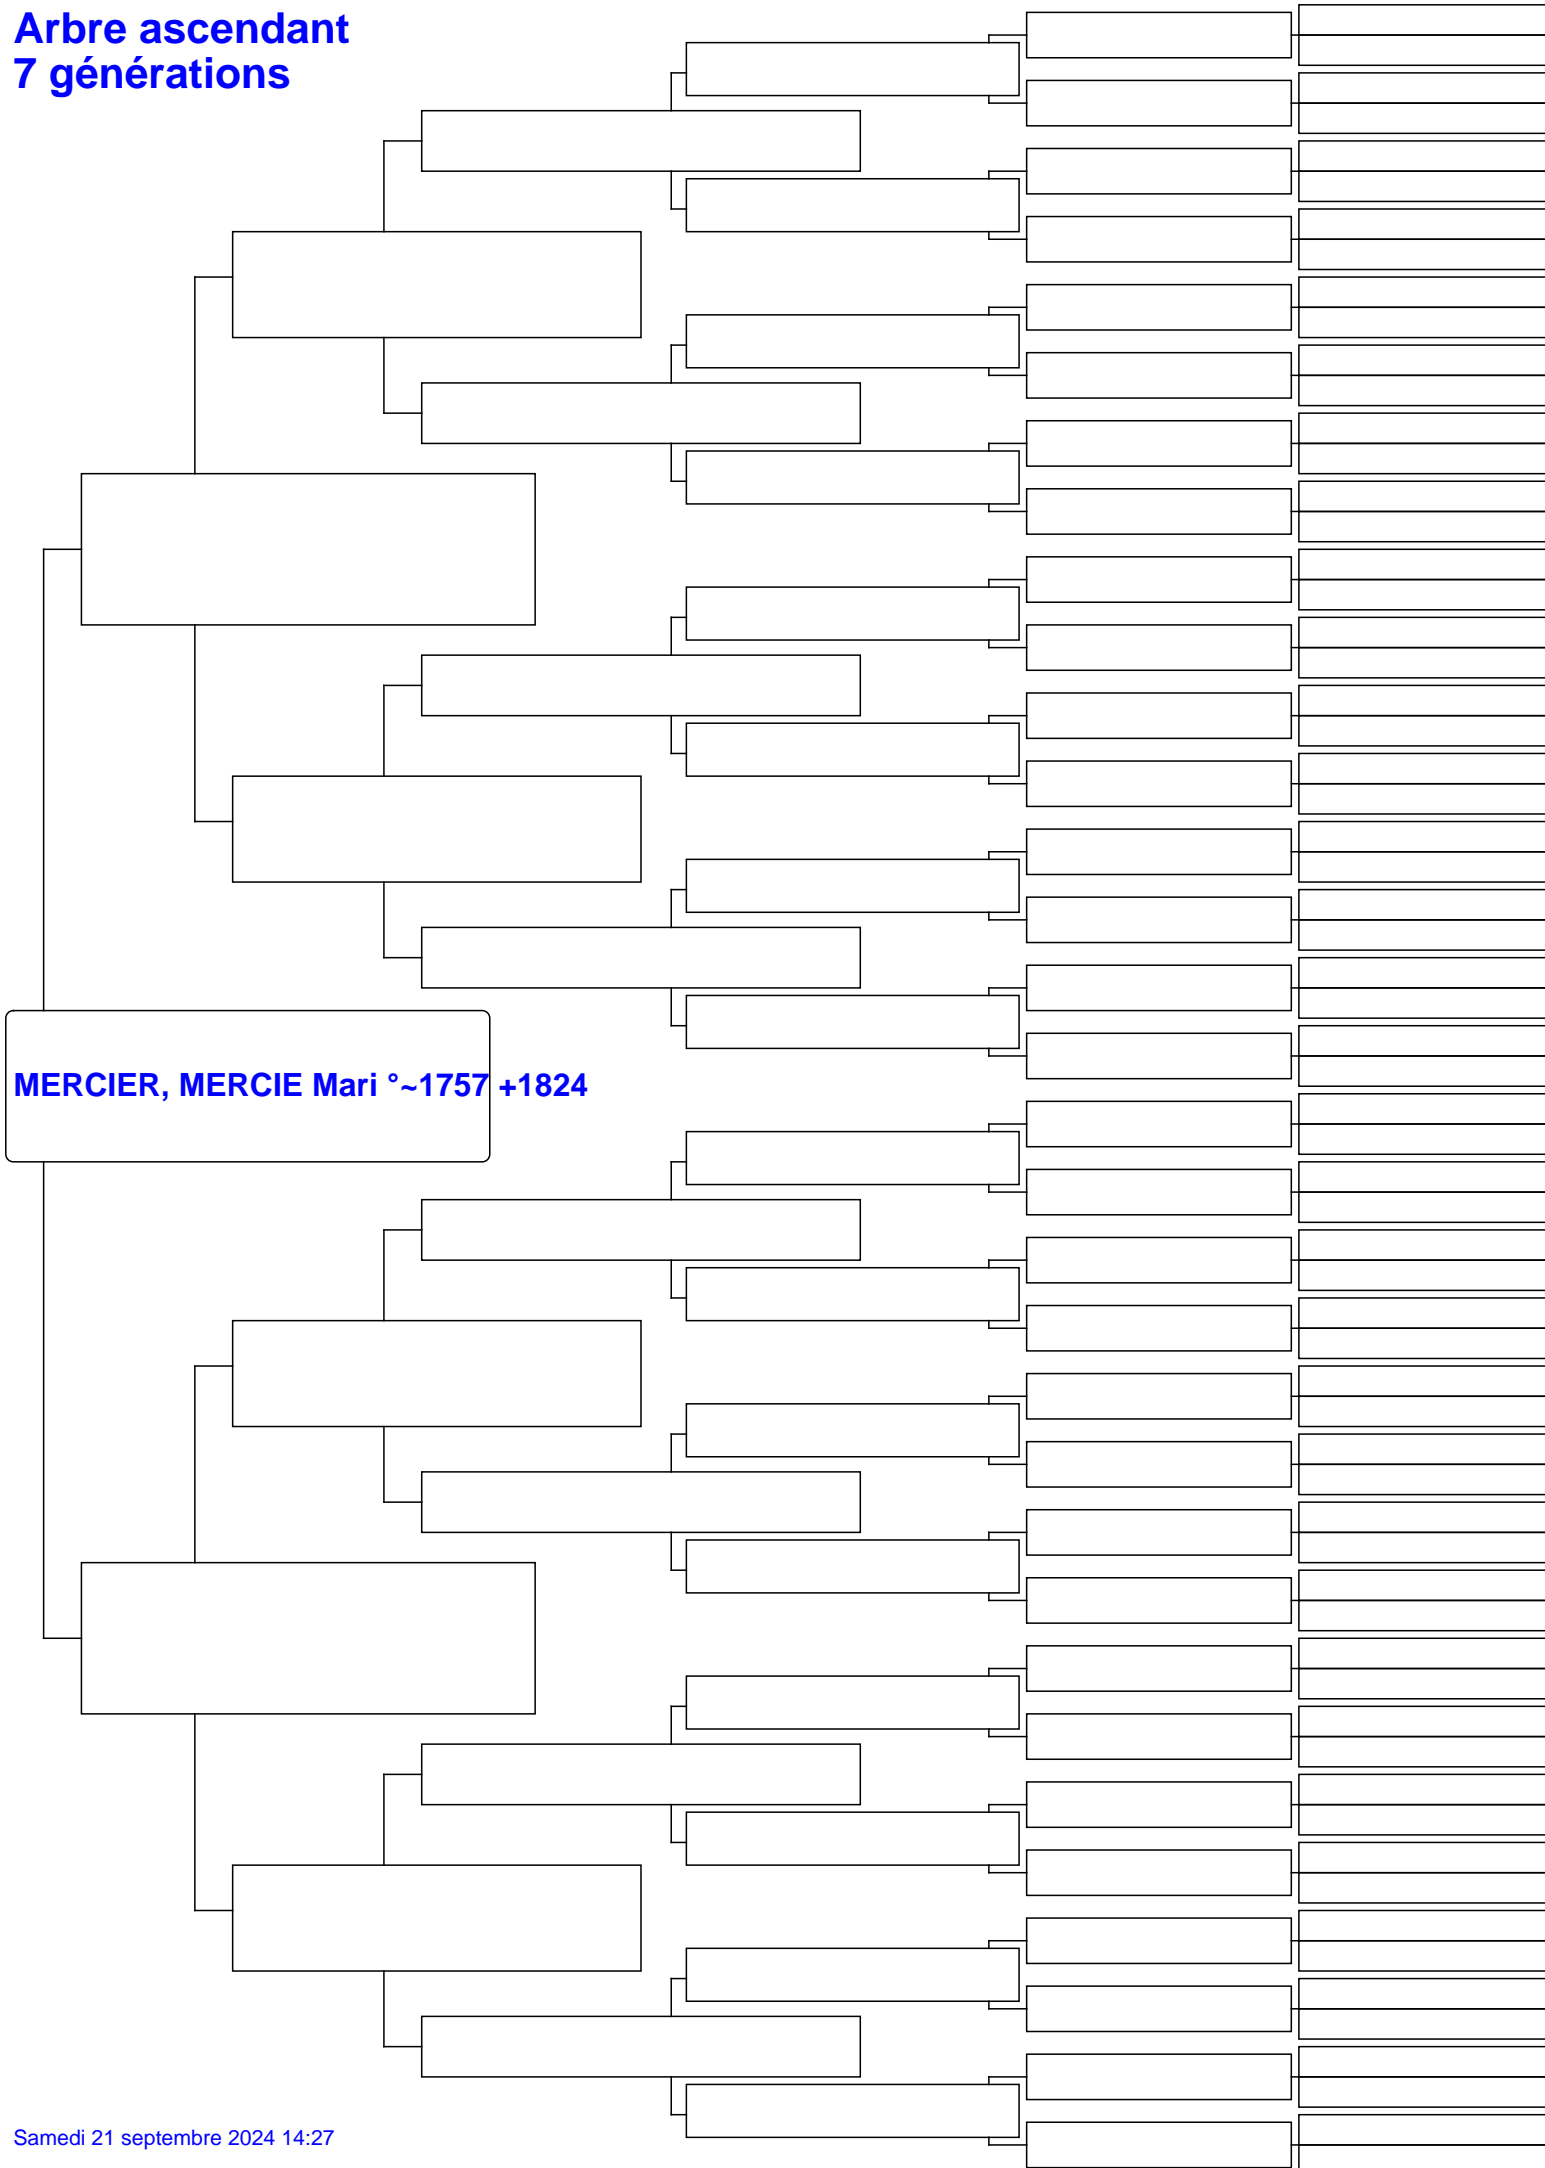 Arbre ascendant
7 générations
MERCIER, MERCIE Mari °~1757 +1824
Samedi 21 septembre 2024 14:27